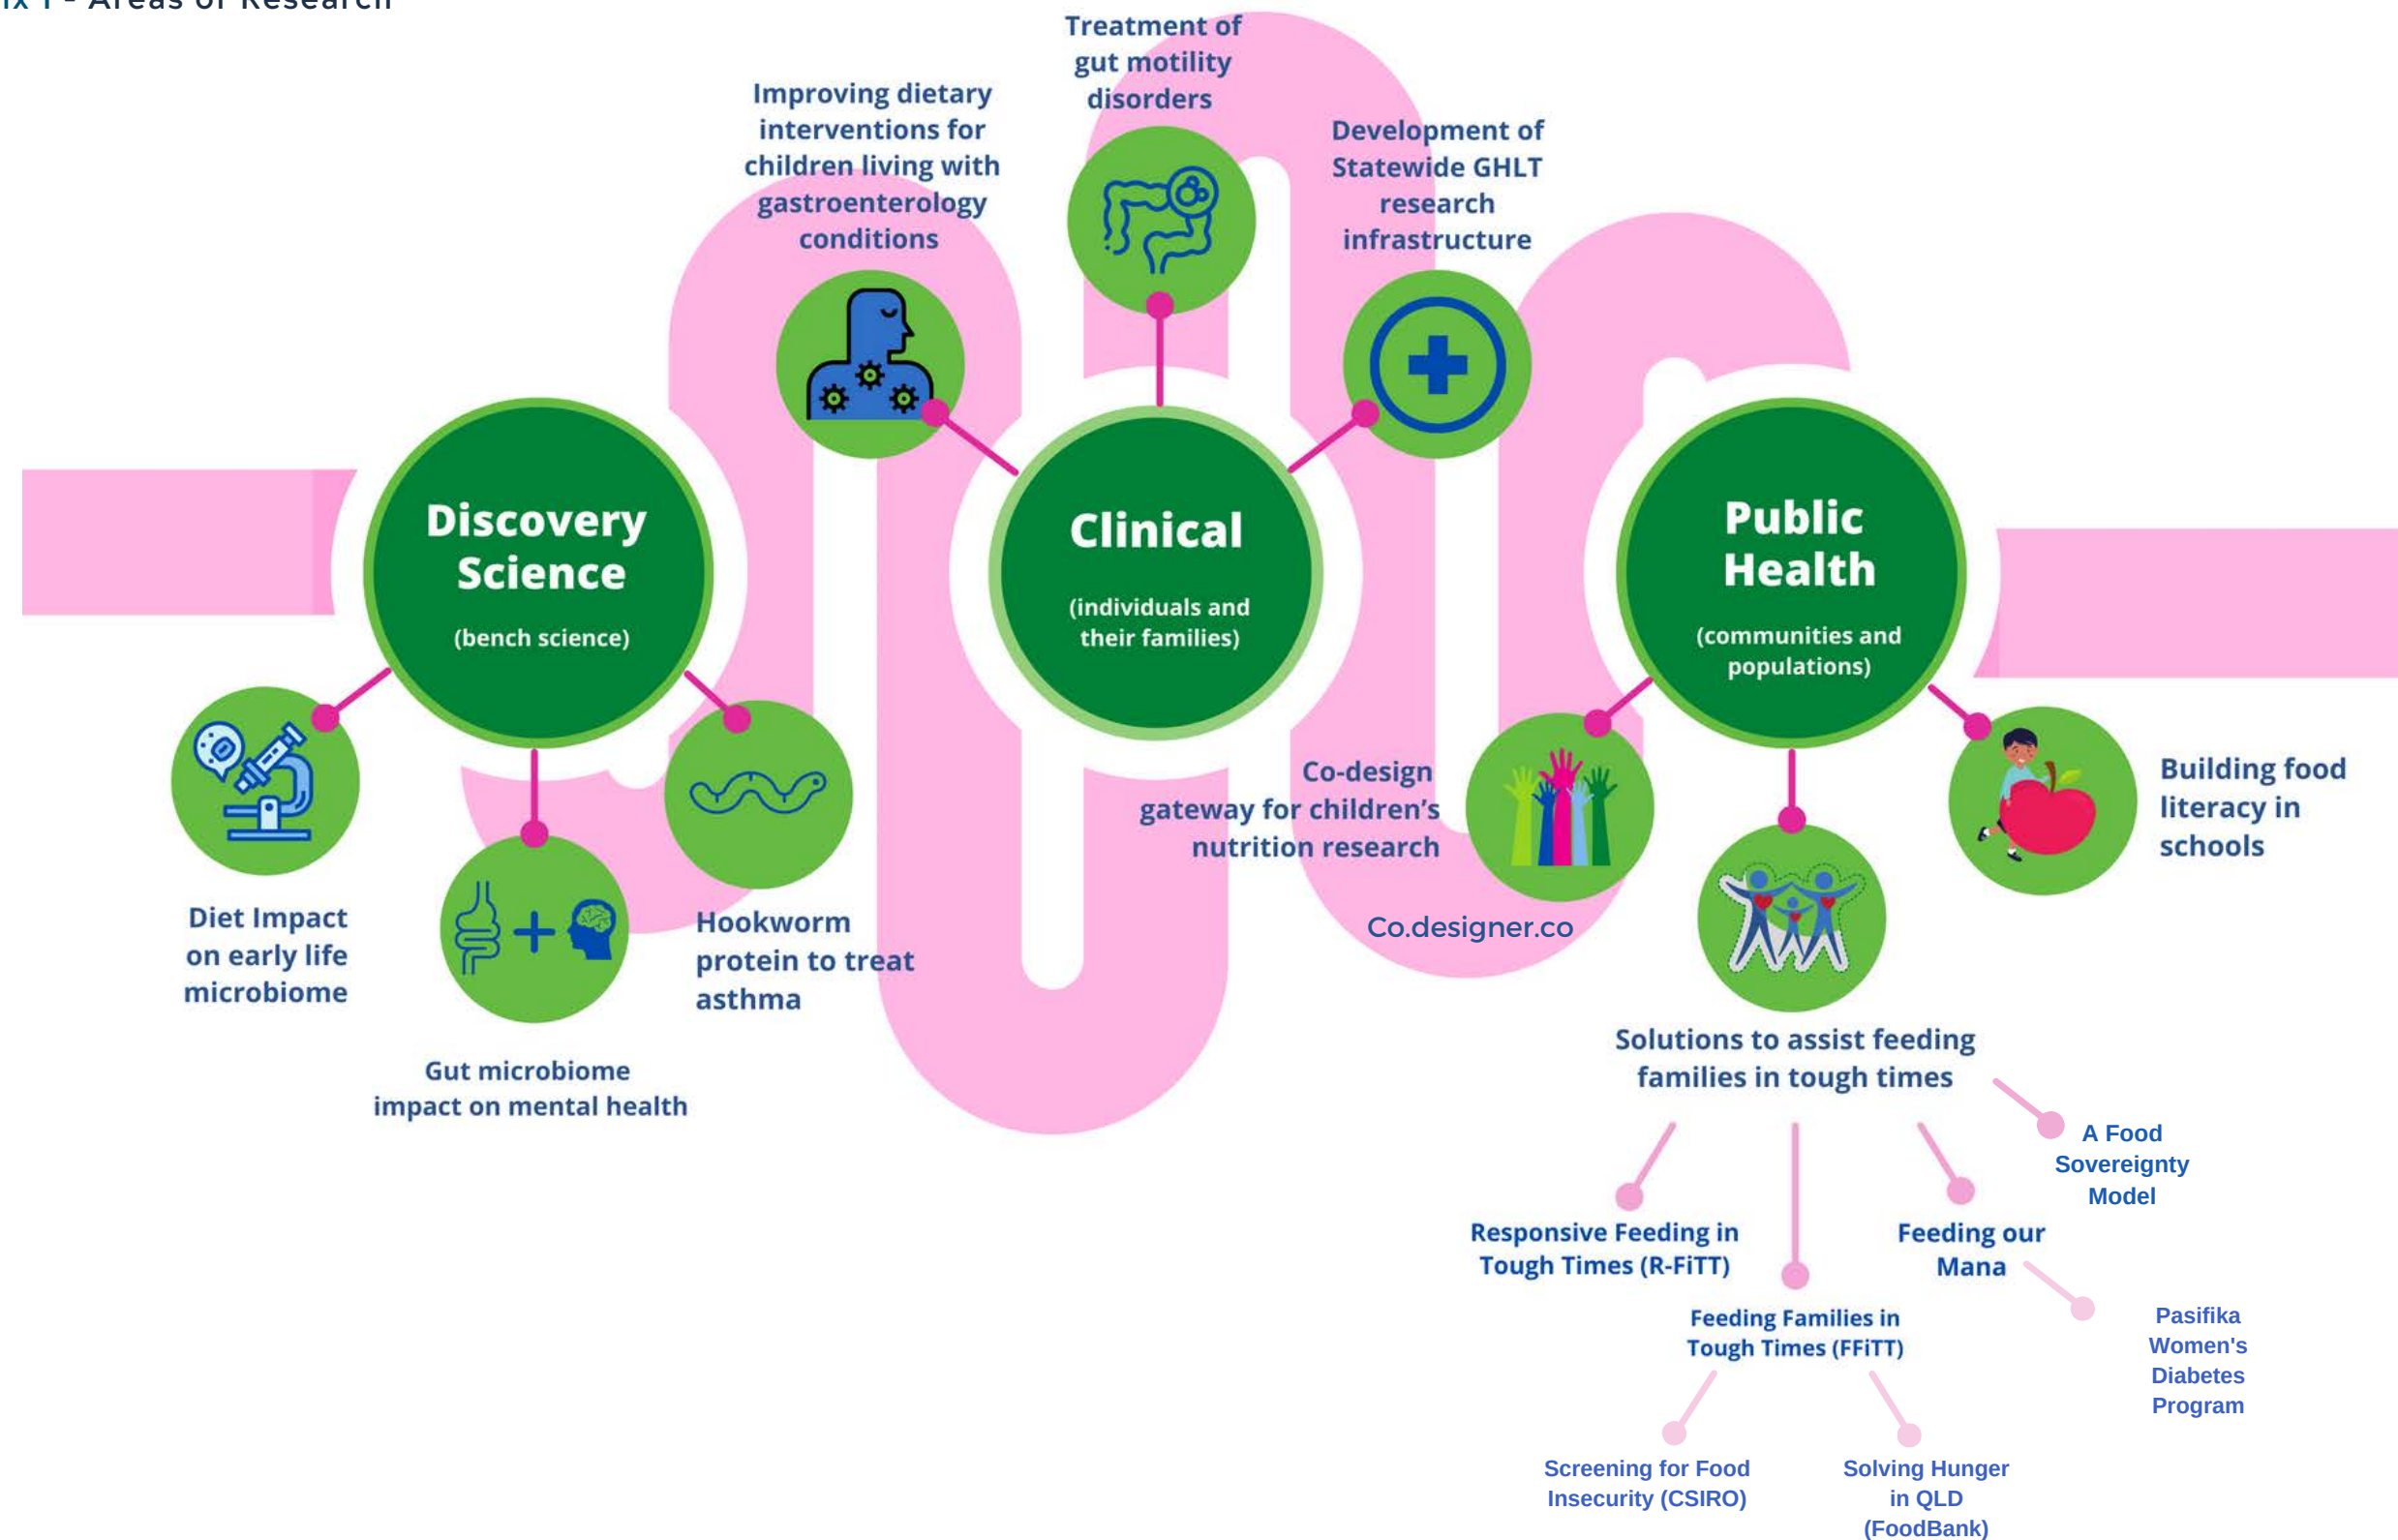 ix 1 - Areas of Research
Treatment of
gut motility
disorders
Improving dietary
interventions for
children living with
gastroenterology
conditions
Development of
Statewide GHLT
research
infrastructure
Discovery
Science
(bench science)
Clinical
(individuals and
their families)
Public
Health
(communities and
populations)
Diet Impact
on early life
microbiome
Gut microbiome
impact on mental health
Hookworm
protein to treat
asthma
Co-design
gateway for children's
nutrition research
Co.designer.co
Building food
literacy in
schools
Solutions to assist feeding
families in tough times
A Food
Sovereignty
Model
Responsive Feeding in
Tough Times (R-FiTT)
Feeding our
Mana
Feeding Families in
Tough Times (FFiTT)
Pasifika
Women's
Diabetes
Program
Screening for Food
Insecurity (CSIRO)
Solving Hunger
in QLD
(FoodBank)